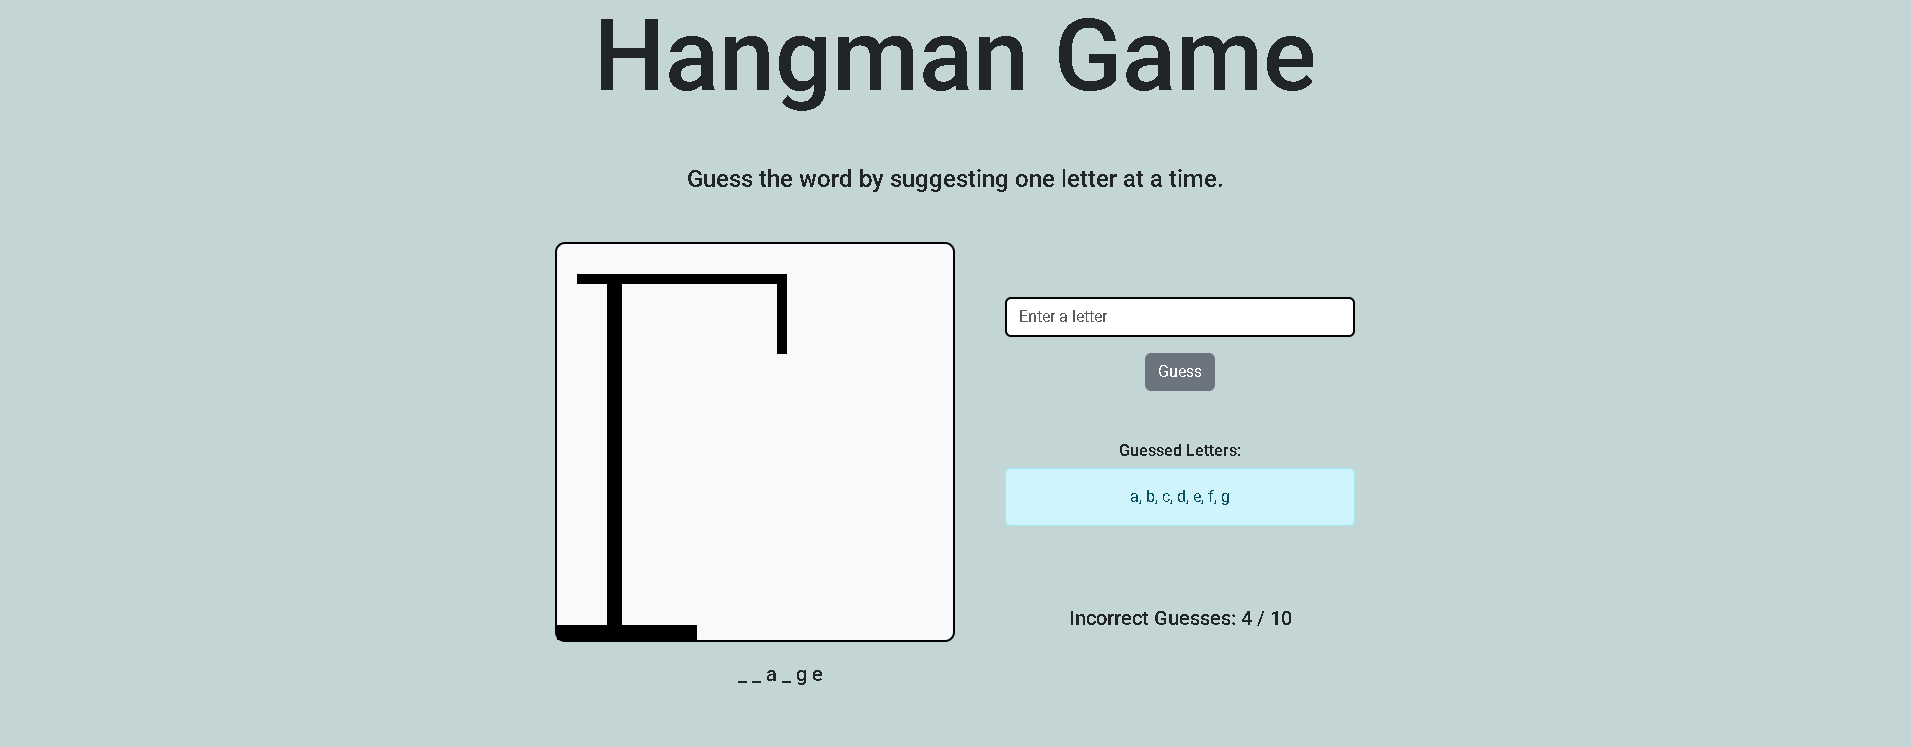 Hangman Game
Guess the word by suggesting one letter at a time.
Enter a letter
Guess
Guessed Letters:
a, b, c, d, e, f, g
Incorrect Guesses: 4 / 10
_ _ a _ g e